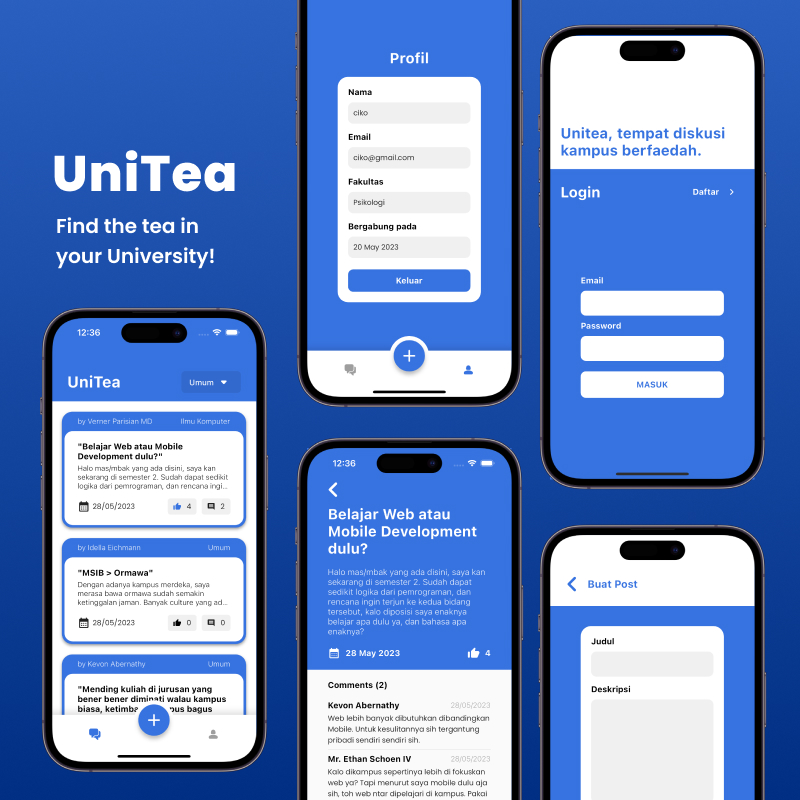 UniTea
Find the tea in
your University!
12:36
UniTea
Umum
by Verner Parisian MD
Ilmu Komputer
"Belajar Web atau Mobile
Development dulu?"
Halo mas/mbak yang ada disini, saya kan
sekarang di semester 2. Sudah dapat sedikit
logika dari pemrograman, dan rencana ingi...
28/05/2023
4
2
by Idella Eichmann
Umum
"MSIB > Ormawa"
Dengan adanya kampus merdeka, saya
merasa bawa ormawa sudah semakin
ketinggalan jaman. Banyak culture yang ad...
28/05/2023
0
0
by Kevon Abernathy
Umum
"Mending kuliah di jurusan yang
bener bener diminati walau kampus
biasa, ketimba pus bagus
Profil
Nama
ciko
Email
ciko@gmail.com
Fakultas
Psikologi
Bergabung pada
20 May 2023
Keluar
12:36
Belajar Web atau
Mobile Development
dulu?
Halo mas/mbak yang ada disini, saya kan
sekarang di semester 2. Sudah dapat
sedikit logika dari pemrograman, dan
rencana ingin terjun ke kedua bidang
tersebut, kalo diposisi saya enaknya
belajar apa dulu ya, dan bahasa apa
enaknya?
28 May 2023
4
Comments (2)
Kevon Abernathy
28/05/2023
Web lebih banyak dibutuhkan dibandingkan
Mobile. Untuk kesulitannya sih tergantung
pribadi sendiri sendiri sih.
Mr. Ethan Schoen IV
28/05/2023
Kalo dikampus sepertinya lebih di fokuskan
web ya? Tapi menurut saya mobile dulu aja
sih, toh web ntar dipelajari di kampus. Pakai
Unitea, tempat diskusi
kampus berfaedah.
Login
Daftar
Email
Password
MASUK
Buat Post
Judul
Deskripsi